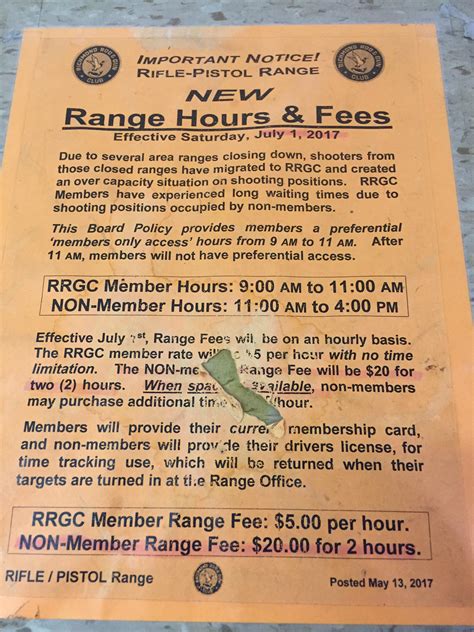 IMPORTANT NOTICE!
RIFLE-PISTOL RANGE
RICHMOND ROD & GUN
CLUB
RICHMOND ROD & GUN
CLUB
NEW
Range Hours & Fees
Effective Saturday, July 1, 2017
Due to several area ranges closing down, shooters from
those closed ranges have migrated to RRGC and created
an over capacity situation on shooting positions. RRGC
Members have experienced long waiting times due to
shooting positions occupied by non-members.
This Board Policy provides members a preferential
'members only access' hours from 9 AM to 11 AM. After
11 AM, members will not have preferential access.
RRGC Member Hours: 9:00 AM to 11:00 AM
NON-Member Hours: 11:00 AM to 4:00 PM
Effective July 1st, Range Fees will be on an hourly basis.
The RRGC member rate $5 per hour with no time
limitation. The Range Fee will be $20 for
two (2) hours. When available, non-members
may purchase additional time hour.
Members will provide their membership card,
and non-members will provide their drivers license, for
time tracking use, which will be returned when their
targets are turned in at the Range Office.
RRGC Member Range Fee: $5.00 per hour.
NON-Member Range Fee: $20.00 for 2 hours.
RIFLE / PISTOL Range
Posted May 13, 2017